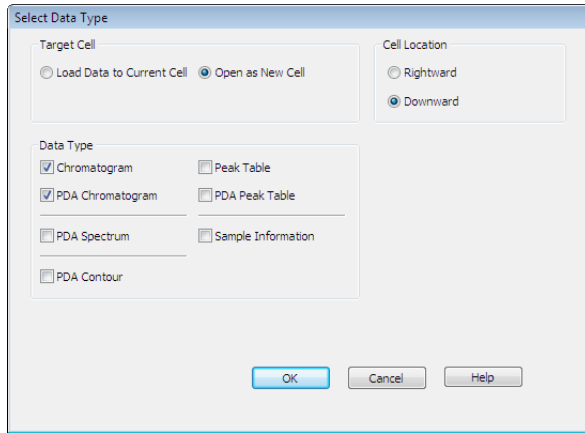 Select Data Type
Target Cell
Load Data to Current Cell Open as New Cell
Cell Location
Rightward
Downward
Data Type
Chromatogram Peak Table
PDA Chromatogram PDA Peak Table
PDA Spectrum Sample Information
PDA Contour
OK Cancel Help